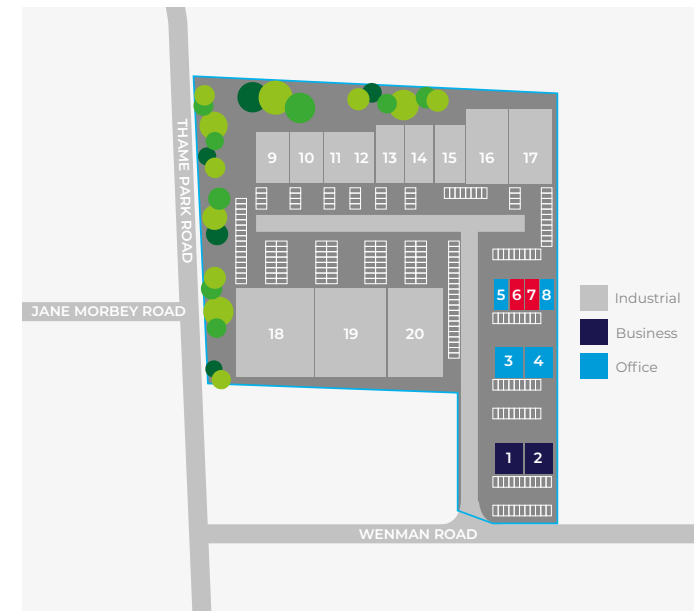 THAME PARK ROAD
9 10 11 12 13 14 15 16 17
5 6 7 8
Industrial
JANE MORBEY ROAD
18 19 20
Business
3 4
Office
1 2
WENMAN ROAD